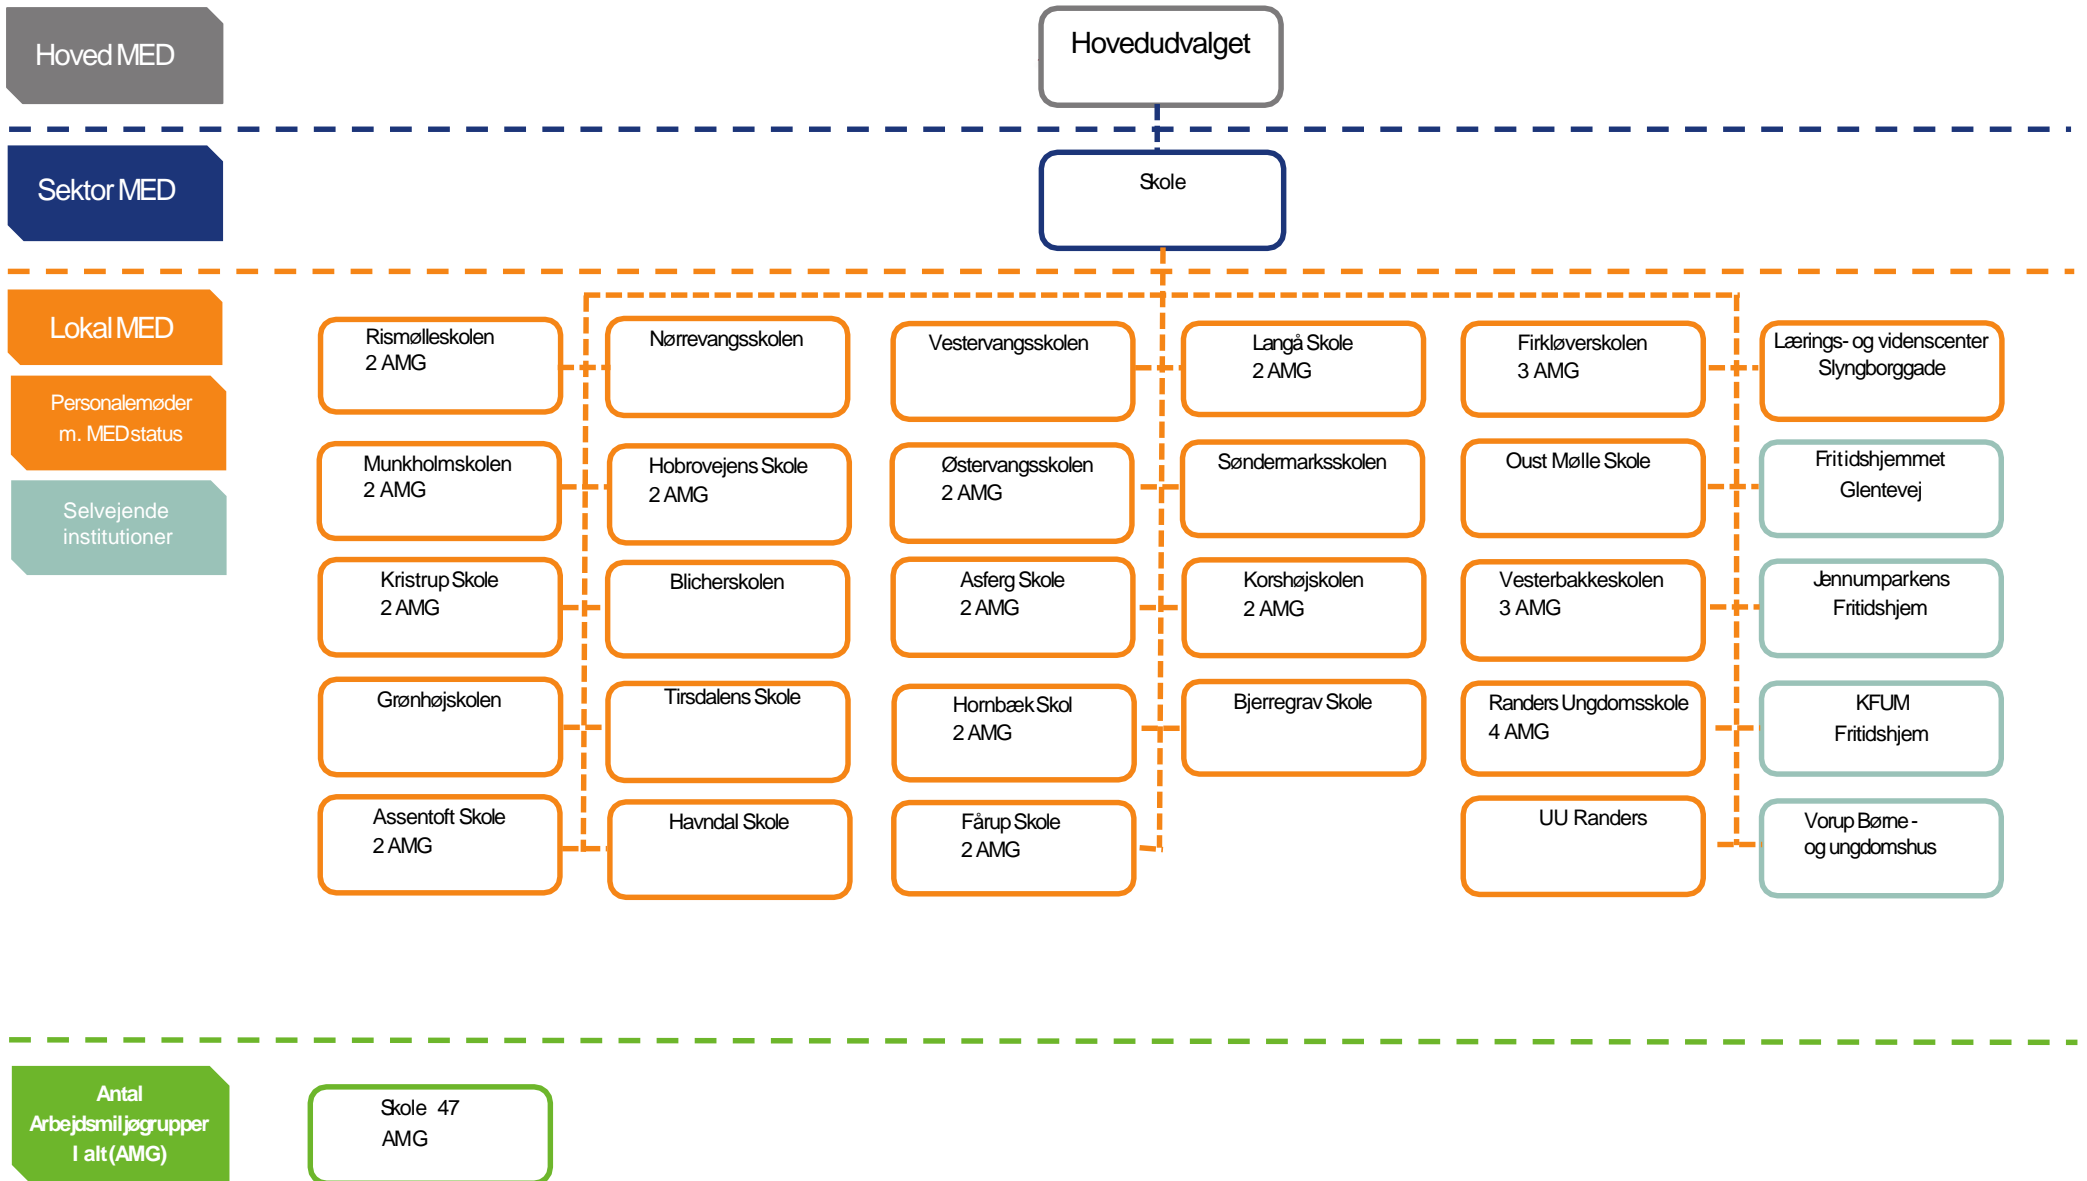 Hoved MED
Hovedudvalget
Sektor MED
Skole
Lokal MED
Personalemøder
m. MED status
Selvejende
institutioner
Rismølleskolen
2 AMG
Nørrevangsskolen
Vestervangsskolen
Langå Skole
2 AMG
Firkløverskolen
3 AMG
Lærings- og videnscenter
Slyngborggade
Munkholmskolen
2 AMG
Hobrovejens Skole
2 AMG
Østervangsskolen
2 AMG
Søndermarksskolen
Oust Mølle Skole
Fritidshjemmet
Glentevej
Kristrup Skole
2 AMG
Blicherskolen
Asferg Skole
2 AMG
Korshøjskolen
2 AMG
Vesterbakkeskolen
3 AMG
Jennumparkens
Fritidshjem
Grønhøjskolen
Tirsdalens Skole
Hornbæk Skol
2 AMG
Bjerregrav Skole
Randers Ungdomsskole
4 AMG
KFUM
Fritidshjem
Assentoft Skole
2 AMG
Havndal Skole
Fårup Skole
2 AMG
UU Randers
Vorup Børne -
og ungdomshus
Antal
Arbejdsmiljøgrupper
I alt (AMG)
Skole 47
AMG